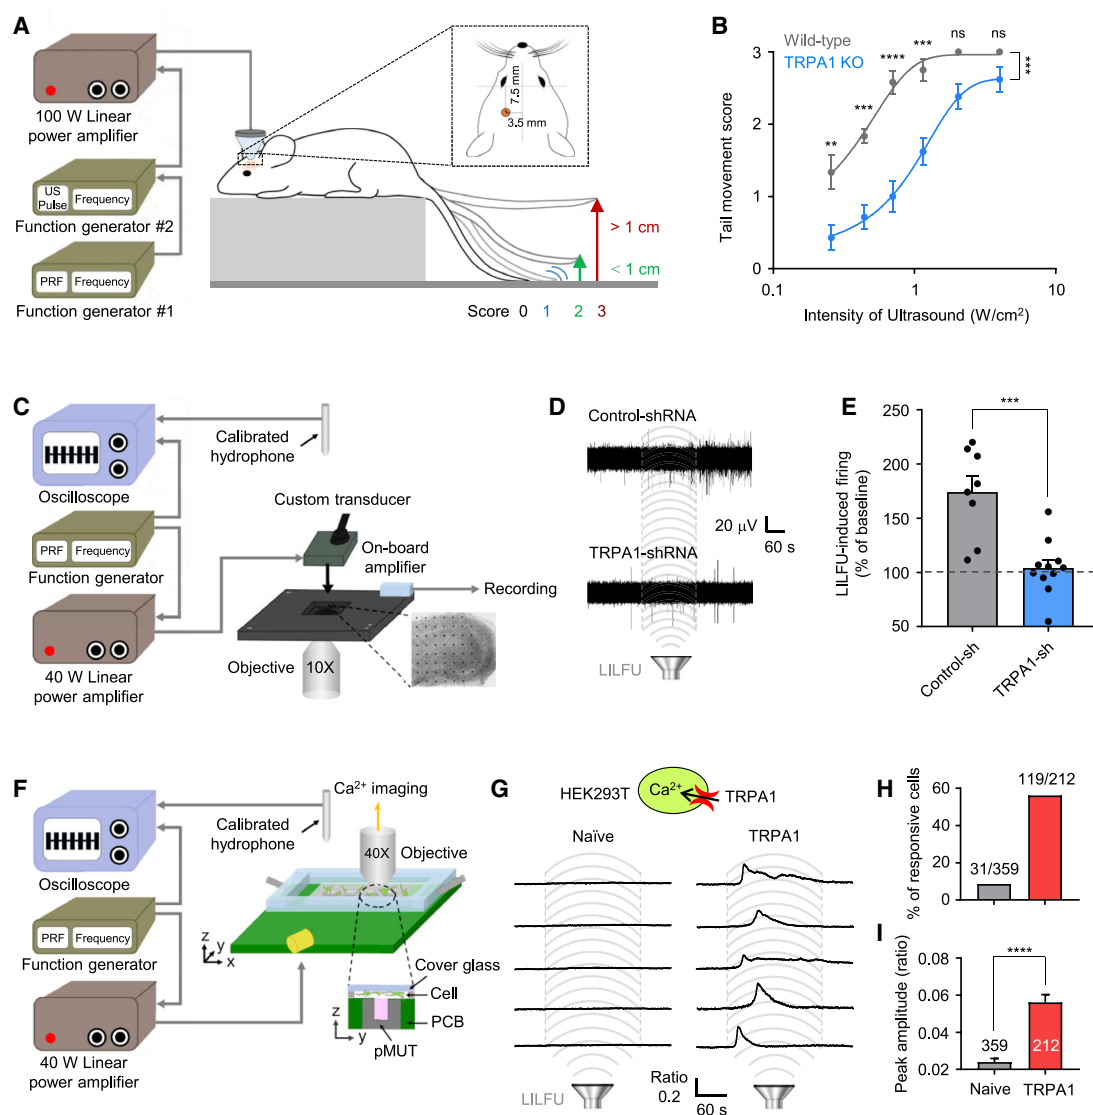 A
100 W Linear
power amplifier
US
Pulse
Frequency
Function generator #2
PRF
Frequency
Function generator #1
7.5 mm
3.5 mm
> 1 cm
< 1 cm
Score 0 1 2 3
B
Wild-type
TRPA1 KO
** *** **** *** ns ns
***
Tail movement score
3
2
1
0
0.1 1 10
Intensity of Ultrasound (W/cm²)
C
Oscilloscope
Calibrated
hydrophone
PRF
Frequency
Function generator
40 W Linear
power amplifier
Custom transducer
On-board
amplifier
Recording
Objective
10X
D
Control-shRNA
20 μV
60 s
TRPA1-shRNA
LILFU
E
***
LILFU-induced firing
(% of baseline)
250
200
150
100
50
Control-sh
TRPA1-sh
F
Oscilloscope
Calibrated
hydrophone
PRF
Frequency
Function generator
40 W Linear
power amplifier
Ca²⁺ imaging
40X
Objective
z
y
x
Cover glass
Cell
PCB
z
y
pMUT
G
HEK293T
Ca²⁺
TRPA1
Naïve
TRPA1
LILFU
Ratio
0.2
60 s
H
% of responsive cells
60
40
20
0
31/359
119/212
I
Peak amplitude (ratio)
0.08
0.06
0.04
0.02
****
359
212
Naive
TRPA1